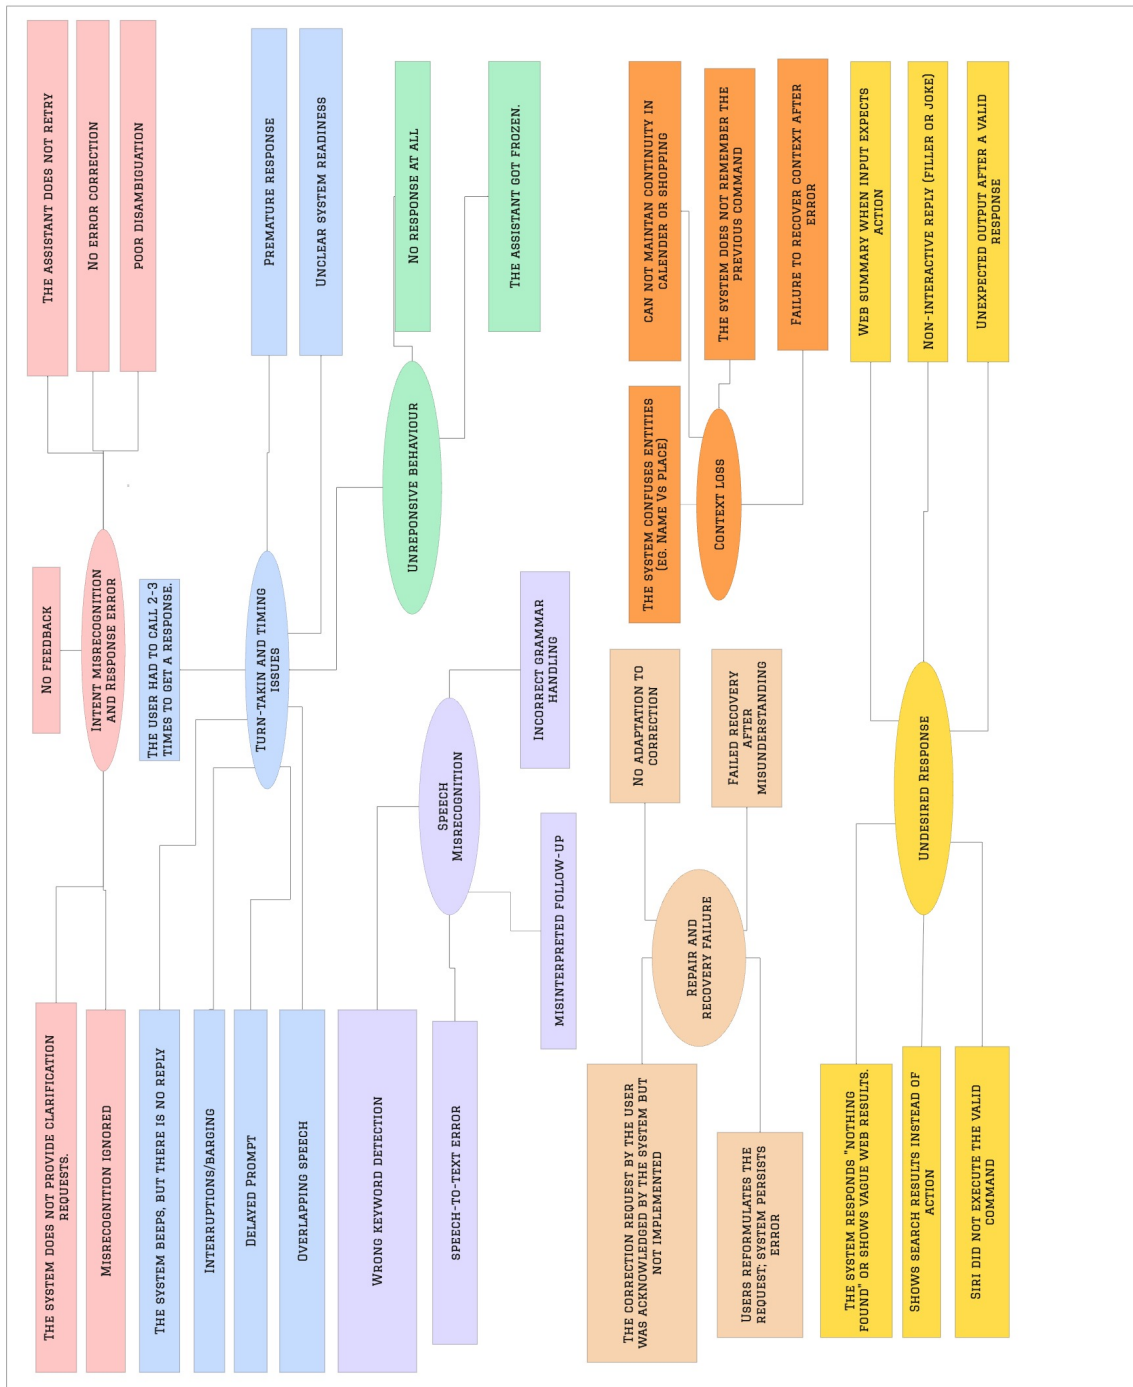 The system does not provide clarification
requests.
Misrecognition ignored
No feedback
Intent misrecognition
and Response error
The assistant does not retry
No error correction
poor disambiguation
The system beeps, but there is no reply
Interruptions/barging
Delayed Prompt
Overlapping speech
The user had to call 2-3
times to get a response.
Turn-takin and timing
issues
Premature response
Unclear system readiness
Wrong keyword detection
speech-to-text error
Speech
Misrecognition
misinterpreted follow-up
Incorrect grammar
handling
Unreponsive behaviour
No response at all
The assistant got frozen.
The correction request by the user
was acknowledged by the system but
not implemented
Users reformulates the
request; system persists
error
Repair and
recovery failure
No adaptation to
correction
Failed recovery
after
misunderstanding
The system confuses entities
(eg. Name Vs place)
Context loss
can not maintan continuity in
calender or shopping
The system does not remember the
previous command
Failure to recover context after
error
The system responds "nothing
found" or shows vague web results.
Shows search results instead of
action
Siri did not execute the valid
command
Undesired Response
Web summary when input expects
action
Non-interactive reply (filler or joke)
Unexpected output after a valid
response